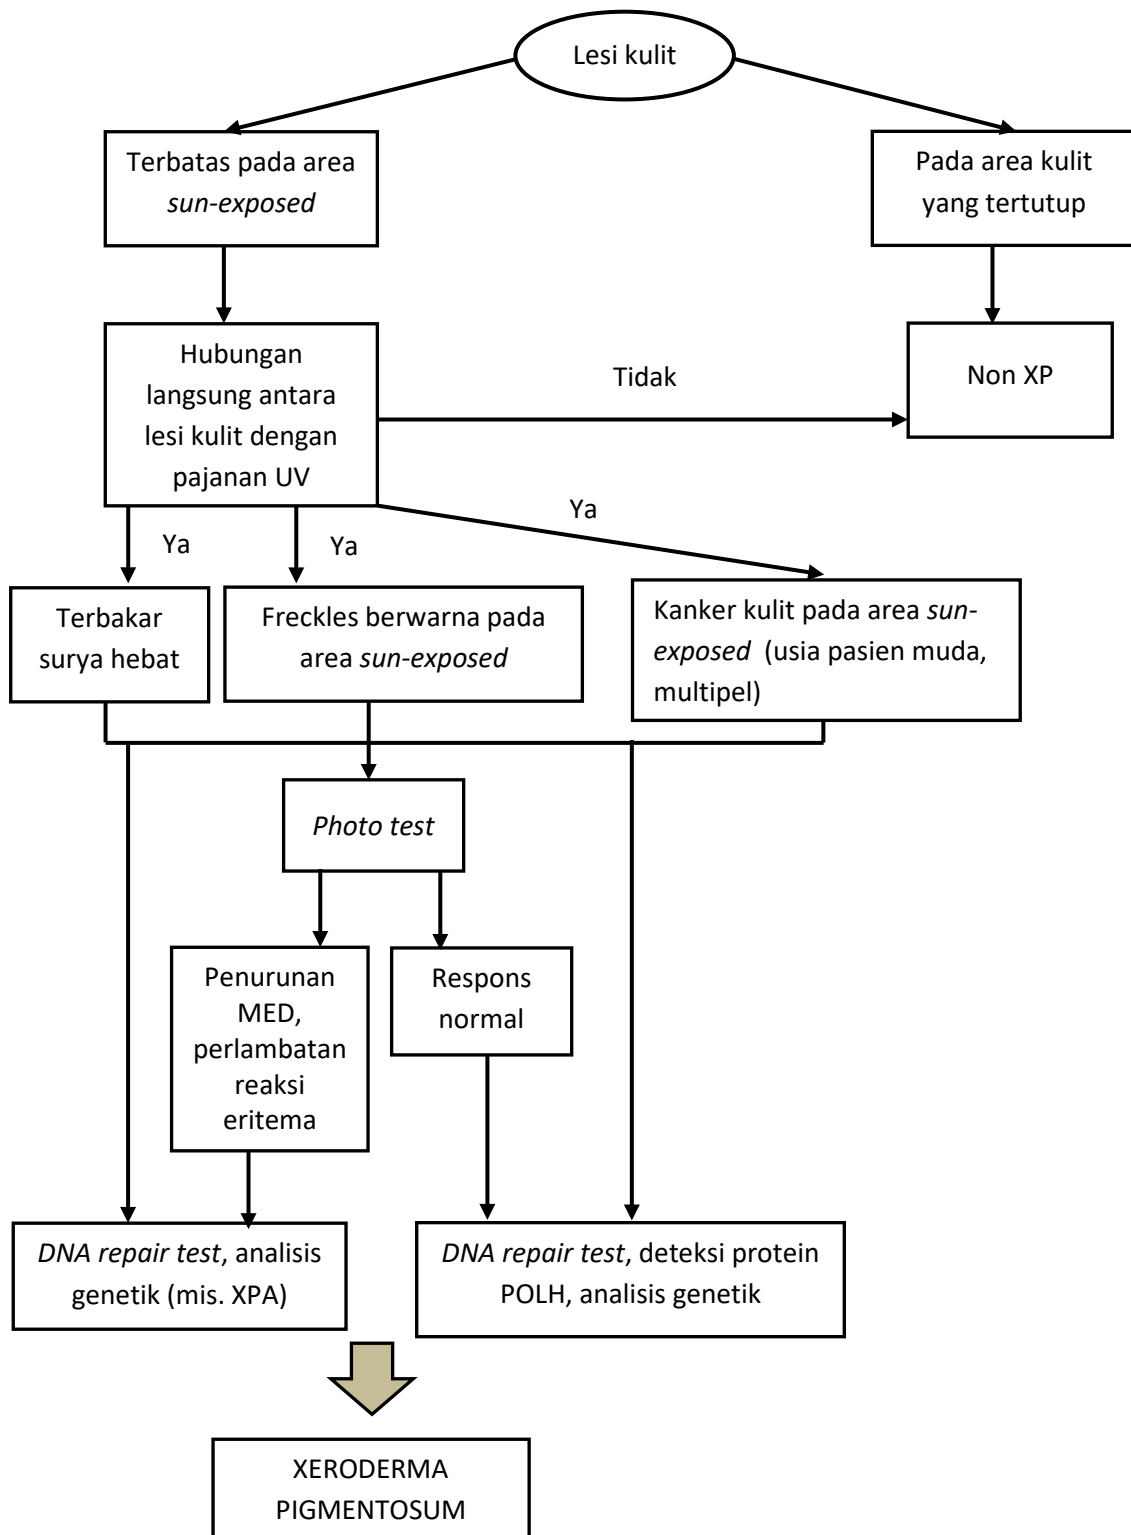 Lesi kulit
Terbatas pada area
sun-exposed
Pada area kulit
yang tertutup
Hubungan
langsung antara
lesi kulit dengan
pajanan UV
Tidak
Non XP
Ya
Ya
Ya
Terbakar
surya hebat
Freckles berwarna pada
area sun-exposed
Kanker kulit pada area sun-
exposed (usia pasien muda,
multipel)
Photo test
Penurunan
MED,
perlambatan
reaksi
eritema
Respons
normal
DNA repair test, analisis
genetik (mis. XPA)
DNA repair test, deteksi protein
POLH, analisis genetik
XERODERMA
PIGMENTOSUM